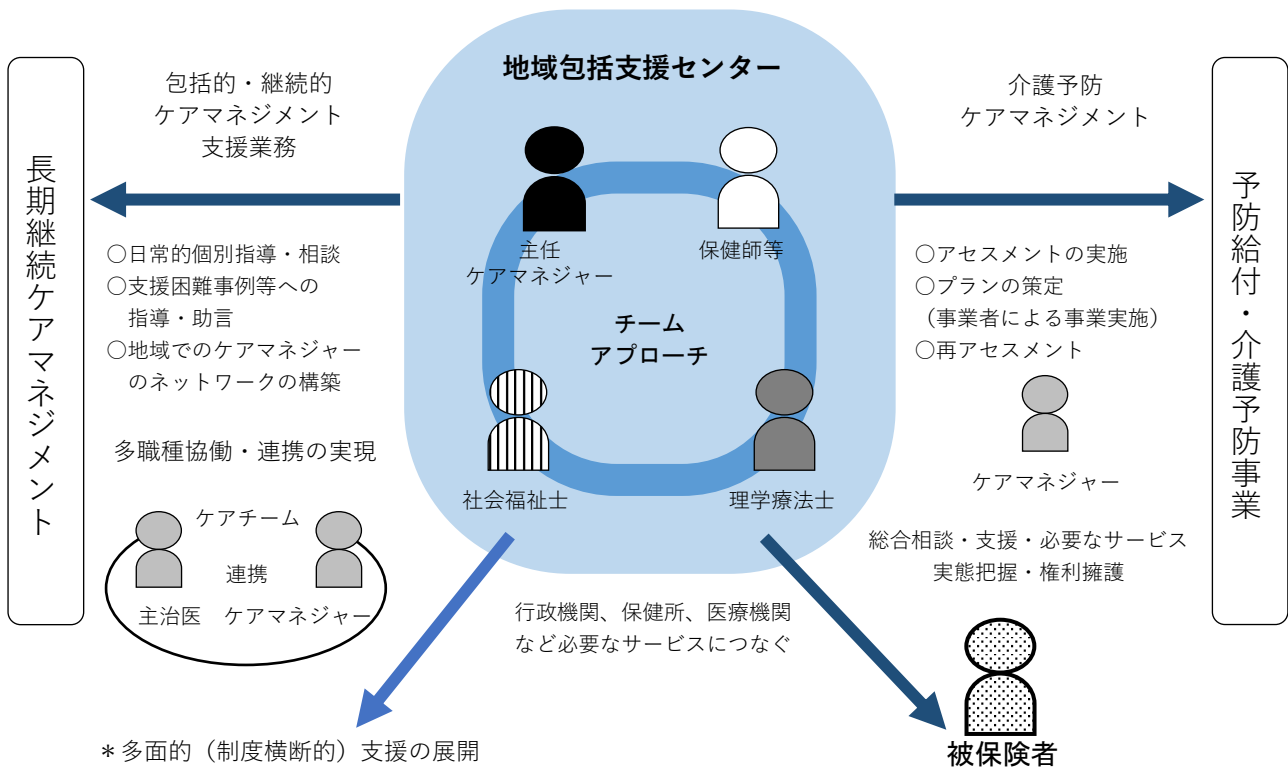 地域包括支援センター
包括的・継続的
ケアマネジメント
支援業務
長期継続ケアマネジメント
○日常的個別指導・相談
○支援困難事例等への
指導・助言
○地域でのケアマネジャー
のネットワークの構築
多職種協働・連携の実現
ケアチーム
連携
主治医
ケアマネジャー
主任
ケアマネジャー
保健師等
チーム
アプローチ
社会福祉士
理学療法士
介護予防
ケアマネジメント
予防給付・介護予防事業
○アセスメントの実施
○プランの策定
（事業者による事業実施）
○再アセスメント
ケアマネジャー
総合相談・支援・必要なサービス
実態把握・権利擁護
行政機関、保健所、医療機関
など必要なサービスにつなぐ
＊多面的（制度横断的）支援の展開
被保険者